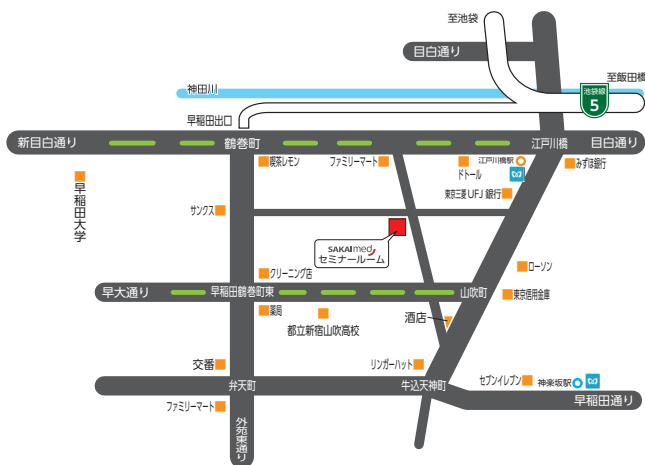 至池袋
目白通り
至飯田橋
神田川
池袋線
5
早稲田出口
新目白通り
鶴巻町
江戸川橋
目白通り
喫茶レモン
ファミリーマート
ドトール
江戸川橋駅
みずほ銀行
早稲田大学
サンクス
東京三菱UFJ銀行
SAKAImed
セミナールーム
クリーニング店
ローソン
早大通り
早稲田鶴巻町東
山吹町
東京信用金庫
薬局
都立新宿山吹高校
酒店
交番
リンガーハット
弁天町
牛込天神町
セブンイレブン
神楽坂駅
ファミリーマート
早稲田通り
外苑東通り